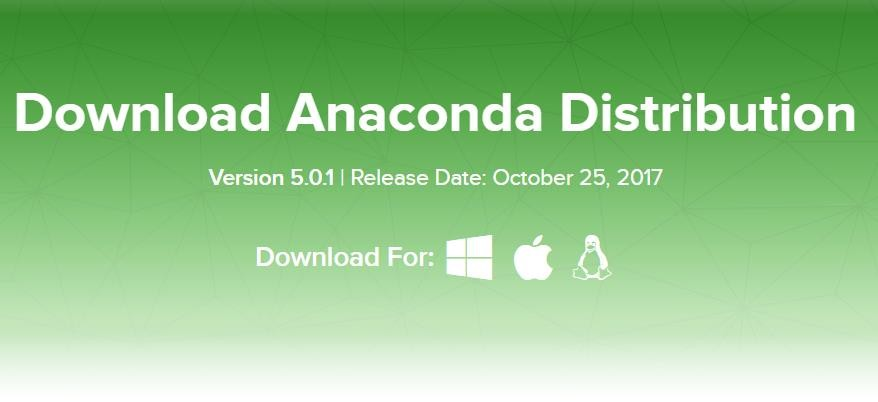 Download Anaconda Distribution
Version 5.0.1 | Release Date: October 25, 2017
Download For: